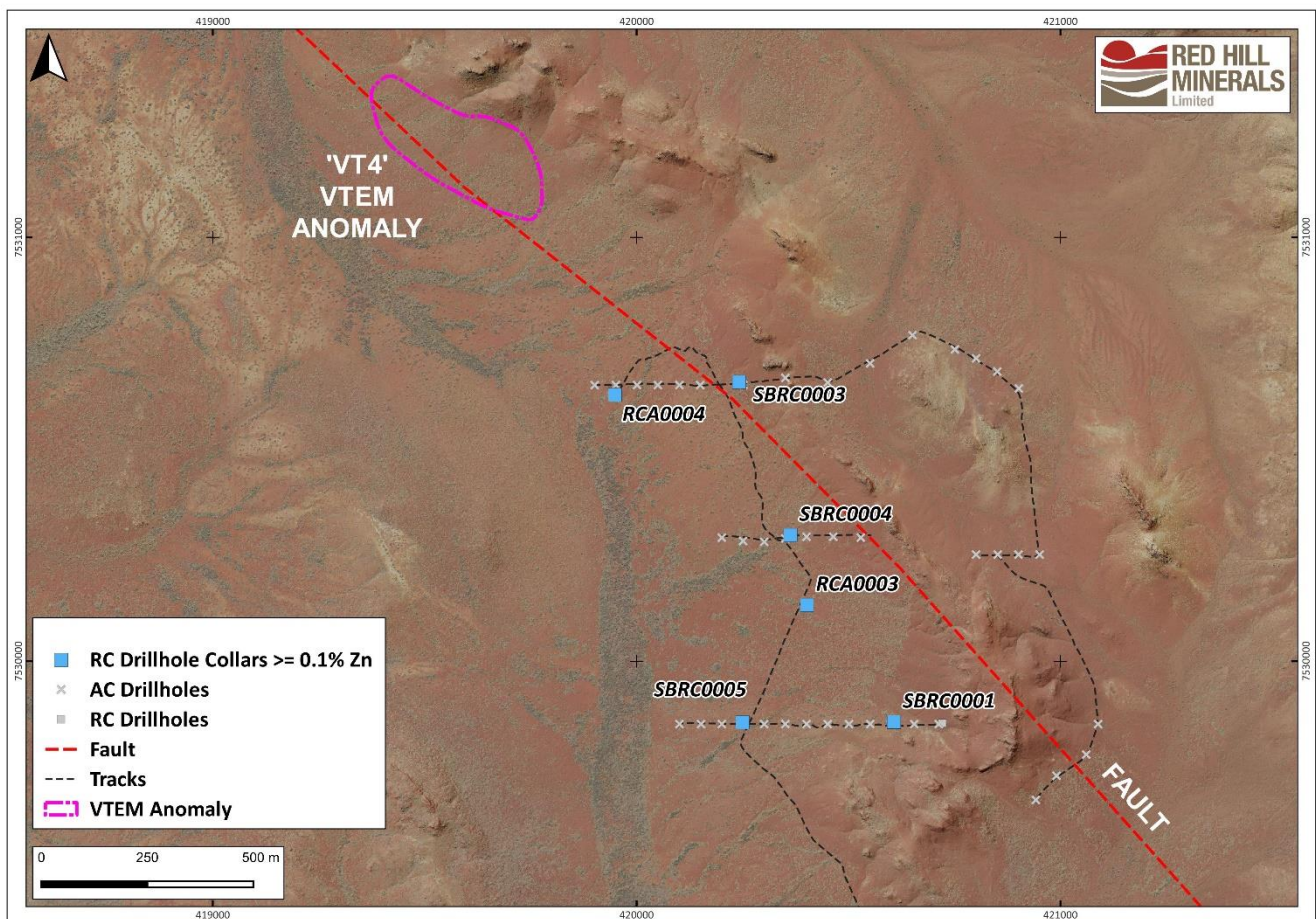 419000
420000
421000
RED HILL
MINERALS
Limited
'VT4'
VTEM
ANOMALY
7531000
7531000
SBRC0003
RCA0004
SBRC0004
RCA0003
7530000
7530000
SBRC0005
SBRC0001
FAULT
RC Drillhole Collars >= 0.1% Zn
AC Drillholes
RC Drillholes
Fault
Tracks
VTEM Anomaly
0 250 500 m
419000
420000
421000